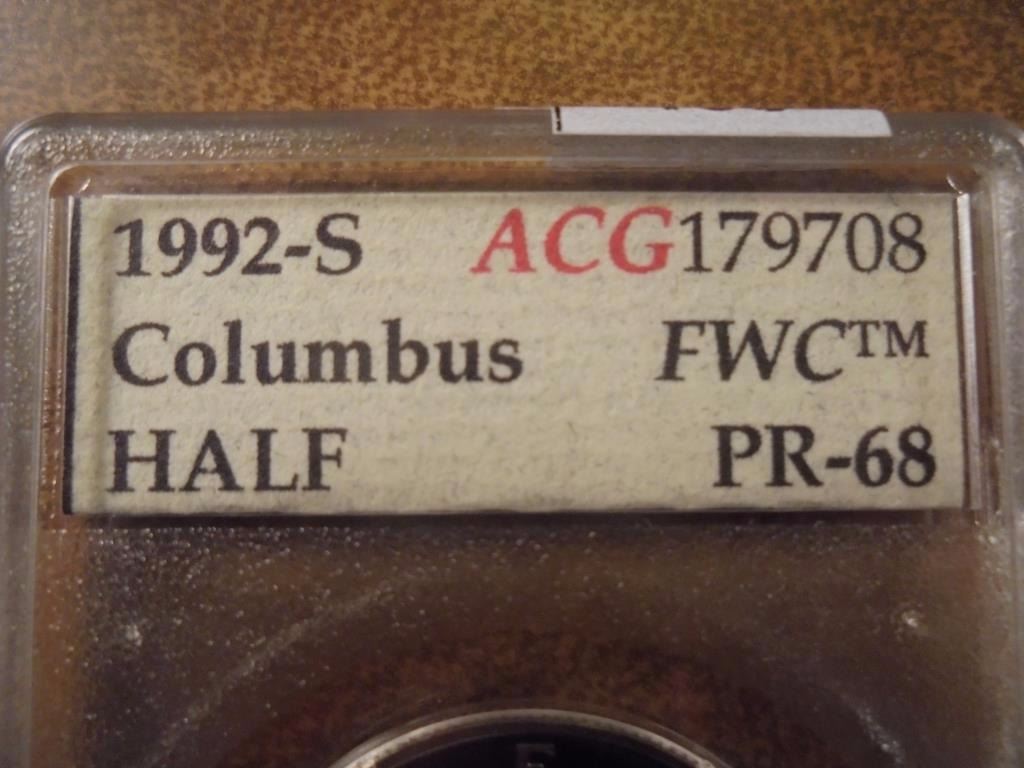 1992-S ACG179708
Columbus FWC™
HALF PR-68